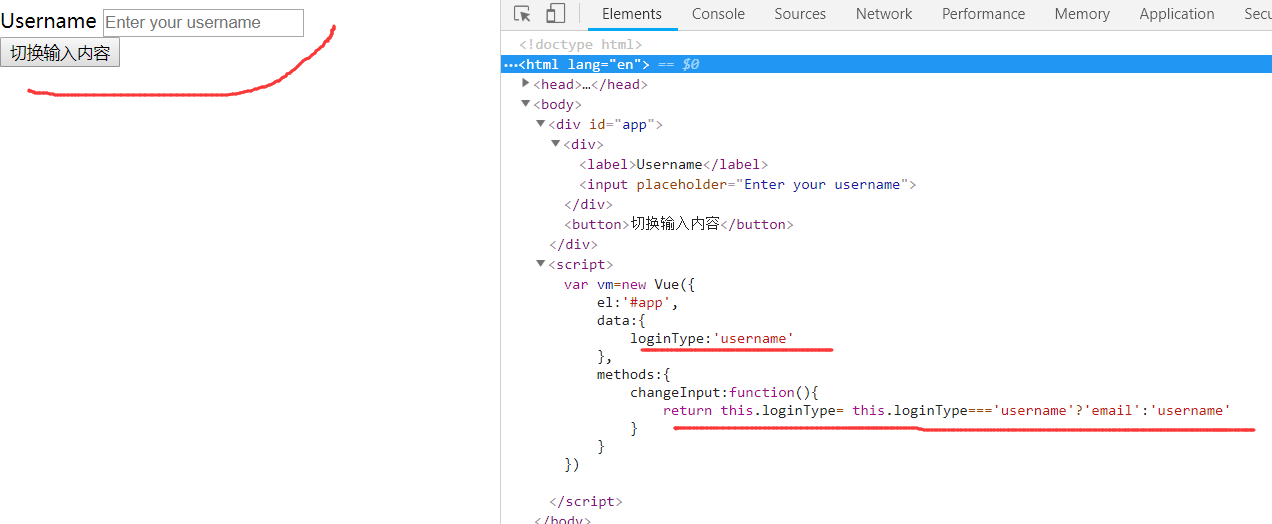 Username Enter your username
切换输入内容
Elements Console Sources Network Performance Memory Application Secu
<!doctype html>
…<html lang="en"> == $0
<head>…</head>
<body>
<div id="app">
<div>
<label>Username</label>
<input placeholder="Enter your username">
</div>
<button>切换输入内容</button>
</div>
<script>
var vm=new Vue({
el:'#app',
data:{
loginType:'username'
},
methods:{
changeInput:function(){
return this.loginType= this.loginType==='username'?'email':'username'
}
}
})
</script>
</body>